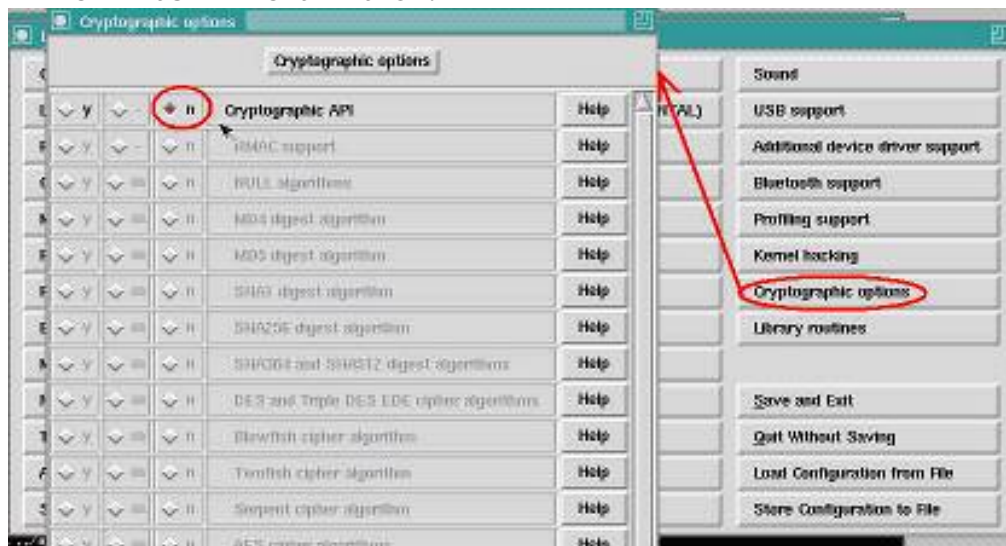 Cryptographic options
Cryptographic options
y - n Cryptographic API Help
y - n HMAC support Help
y m n NULL algorithms Help
y m n MD4 digest algorithm Help
y m n MD5 digest algorithm Help
y m n SHA1 digest algorithm Help
y m n SHA256 digest algorithm Help
y m n SHA384 and SHA512 digest algorithms Help
y m n DES and Triple DES EDE cipher algorithms Help
y m n Blowfish cipher algorithm Help
y m n Twofish cipher algorithm Help
y m n Serpent cipher algorithm Help
y m n AES cipher algorithms Help
NTAL)
Sound
USB support
Additional device driver support
Bluetooth support
Profiling support
Kernel hacking
Cryptographic options
Library routines
Save and Exit
Quit Without Saving
Load Configuration from File
Store Configuration to File